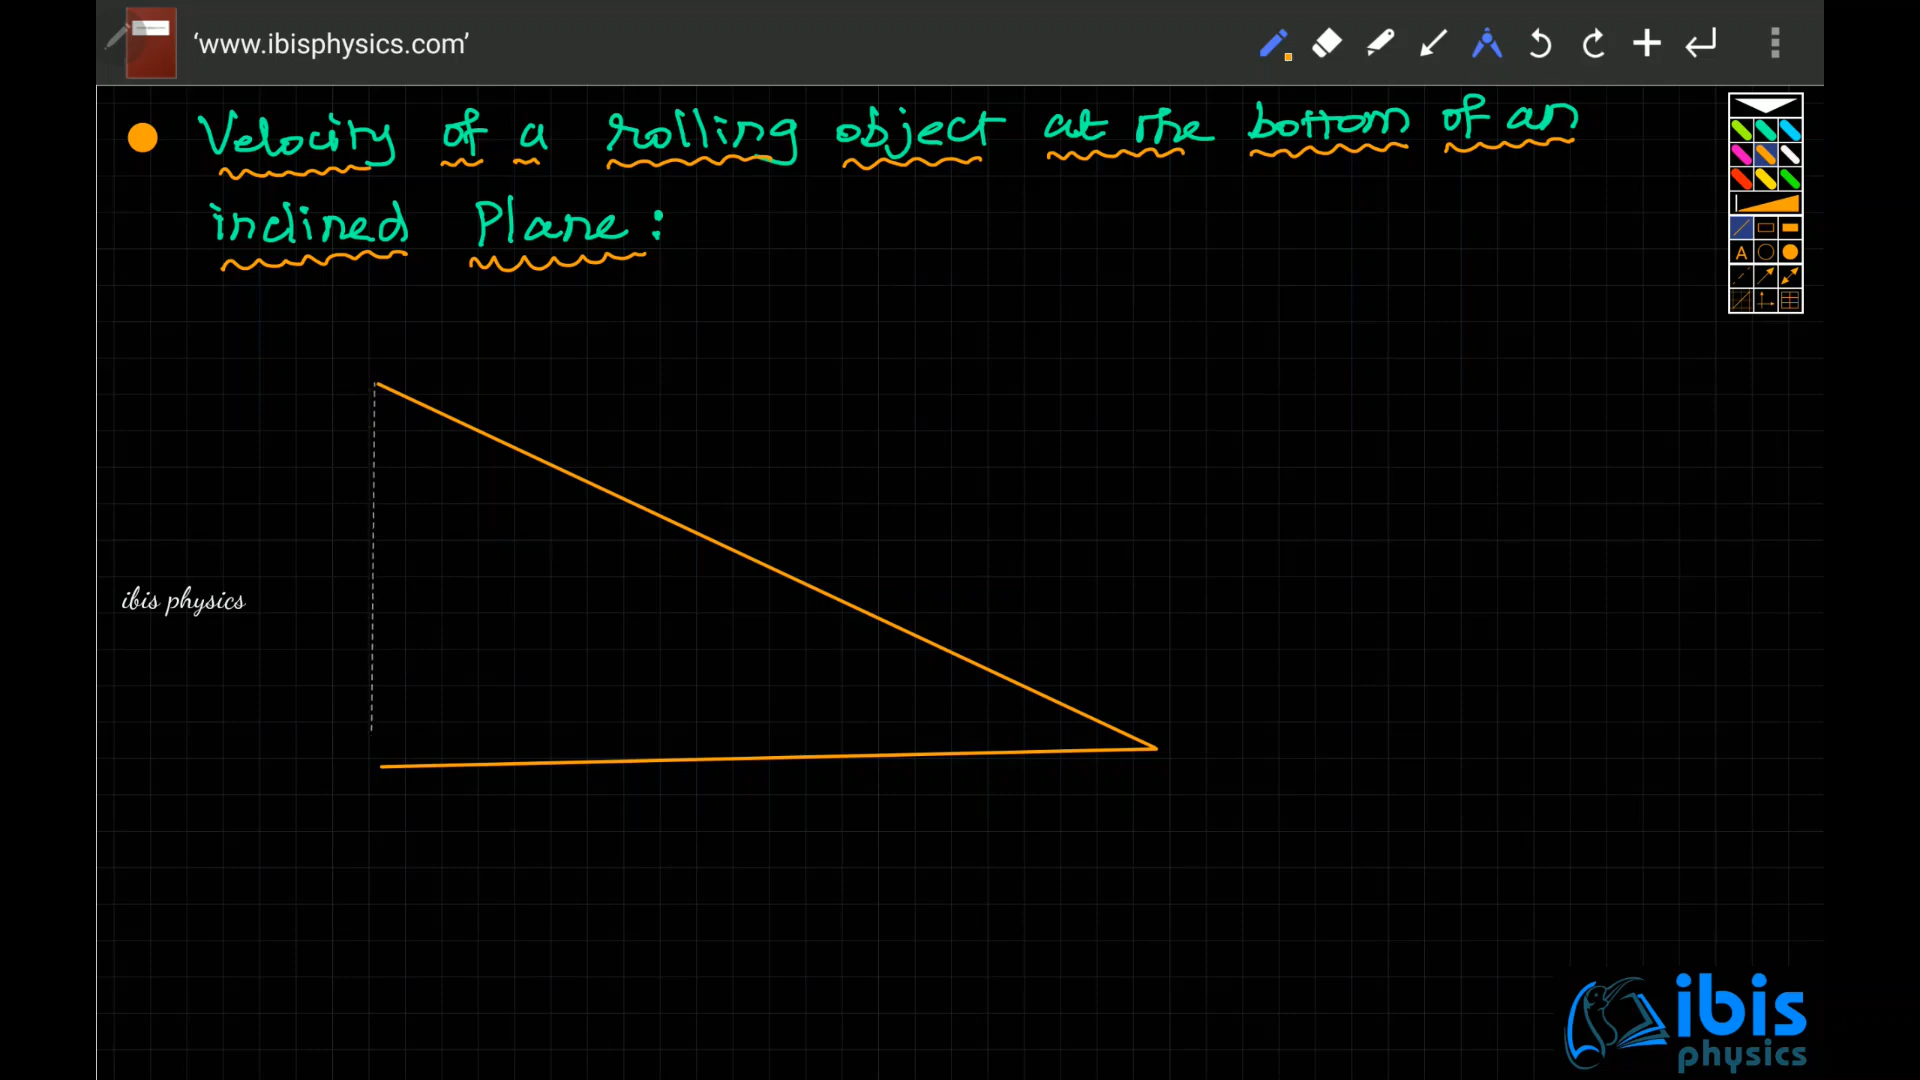 ‘www.ibisphysics.com’
Velocity of a rolling object at the bottom of an
inclined Plane:
A
ibis physics
ibis
physics